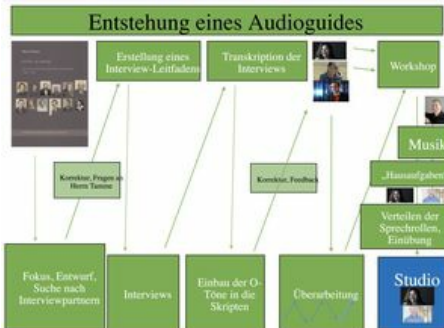 Entstehung eines Audioguides
Erstellung eines
Interview-Leitfadens
Transkription der
Interviews
Workshop
Musik
„Hausaufgaben“
Korrektur, Fragen an
Herrn Tamme
Korrektur, Feedback
Verteilen der
Sprechrollen,
Einübung
Fokus, Entwurf,
Suche nach
Interviewpartnern
Interviews
Einbau der O-
Töne in die
Skripten
Überarbeitung
Studio